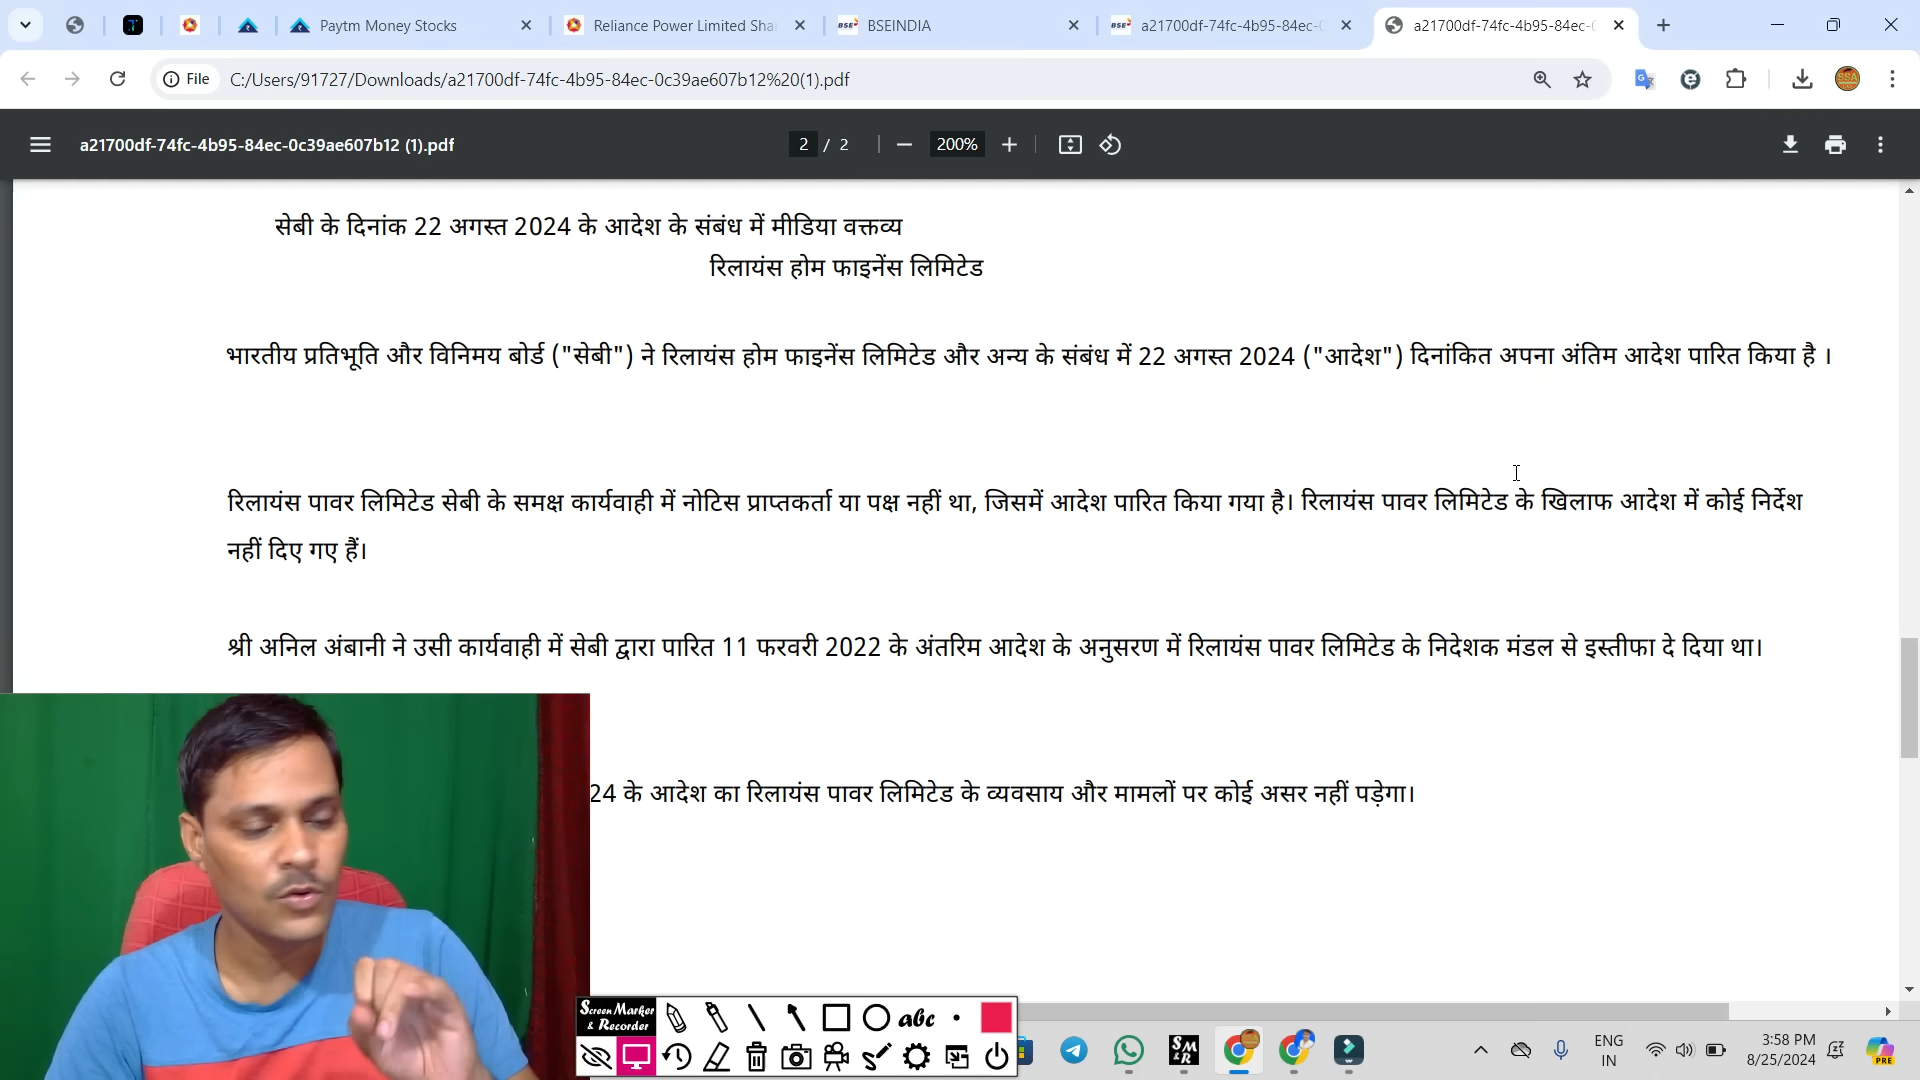 Paytm Money Stocks
Reliance Power Limited Sha
BSEINDIA
a21700df-74fc-4b95-84ec-0
a21700df-74fc-4b95-84ec-0
File
C:/Users/91727/Downloads/a21700df-74fc-4b95-84ec-0c39ae607b12%20(1).pdf
a21700df-74fc-4b95-84ec-0c39ae607b12 (1).pdf
2 / 2
200%
सेबी के दिनांक 22 अगस्त 2024 के आदेश के संबंध में मीडिया वक्तव्य
रिलायंस होम फाइनेंस लिमिटेड
भारतीय प्रतिभूति और विनिमय बोर्ड ("सेबी") ने रिलायंस होम फाइनेंस लिमिटेड और अन्य के संबंध में 22 अगस्त 2024 ("आदेश") दिनांकित अपना अंतिम आदेश पारित किया है ।
रिलायंस पावर लिमिटेड सेबी के समक्ष कार्यवाही में नोटिस प्राप्तकर्ता या पक्ष नहीं था, जिसमें आदेश पारित किया गया है। रिलायंस पावर लिमिटेड के खिलाफ आदेश में कोई निर्देश
नहीं दिए गए हैं।
श्री अनिल अंबानी ने उसी कार्यवाही में सेबी द्वारा पारित 11 फरवरी 2022 के अंतरिम आदेश के अनुसरण में रिलायंस पावर लिमिटेड के निदेशक मंडल से इस्तीफा दे दिया था।
24 के आदेश का रिलायंस पावर लिमिटेड के व्यवसाय और मामलों पर कोई असर नहीं पड़ेगा।
Screen Marker
& Recorder
abc
SM
&R
ENG
IN
3:58 PM
8/25/2024
PRE